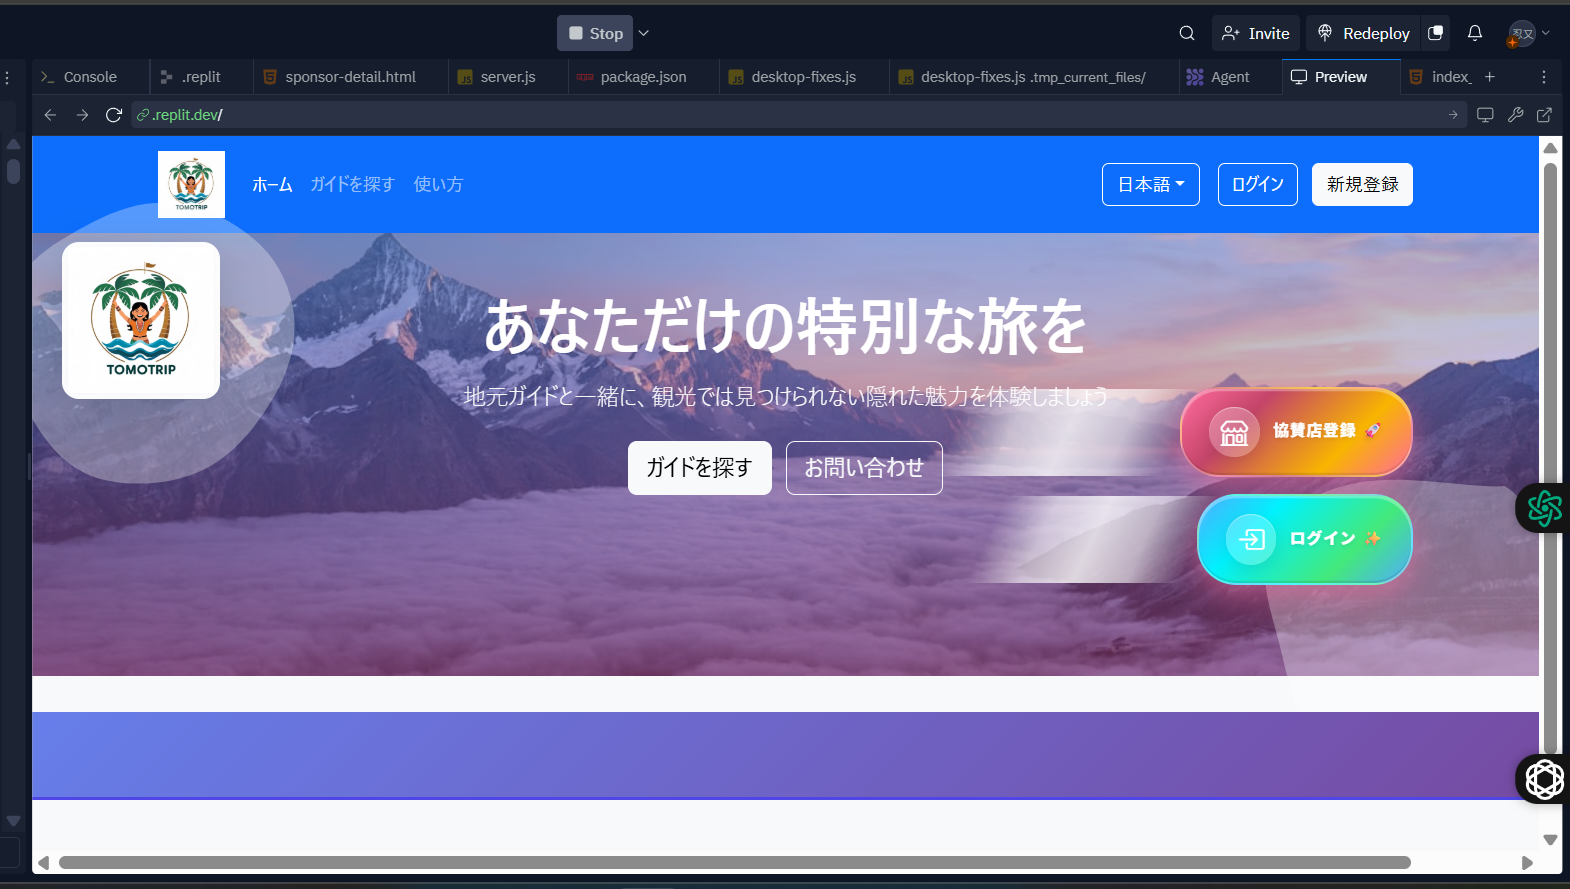 Stop
Invite
Redeploy
忍又
Console
.replit
sponsor-detail.html
JS server.js
npm package.json
JS desktop-fixes.js
JS desktop-fixes.js .tmp_current_files/
Agent
Preview
index_
.replit.dev/
TOMOTRIP
ホーム
ガイドを探す
使い方
日本語
ログイン
新規登録
TOMOTRIP
あなただけの特別な旅を
地元ガイドと一緒に、観光では見つけられない隠れた魅力を体験しましょう
ガイドを探す
お問い合わせ
協賛店登録 🚀
ログイン ✨